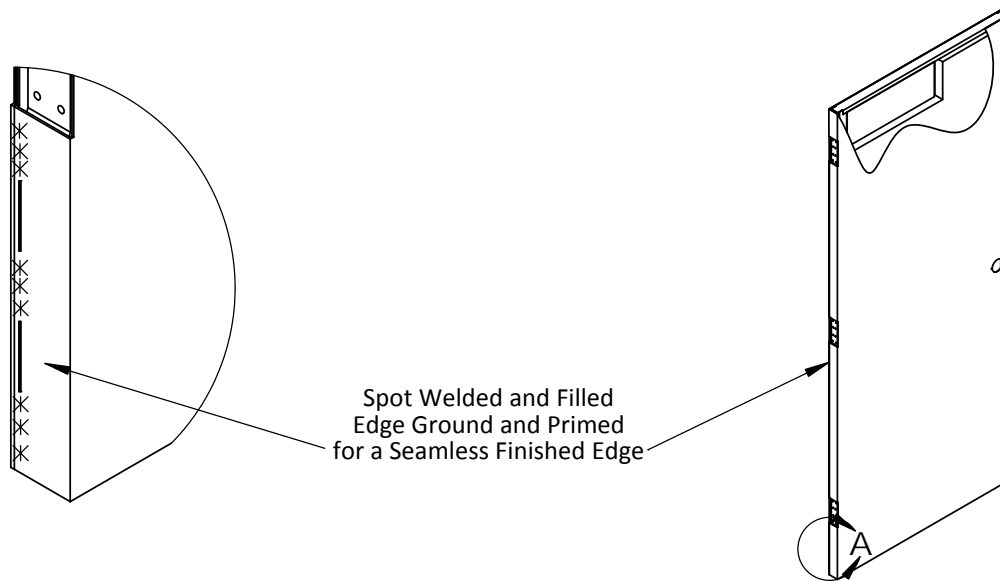 Spot Welded and Filled
Edge Ground and Primed
for a Seamless Finished Edge
A